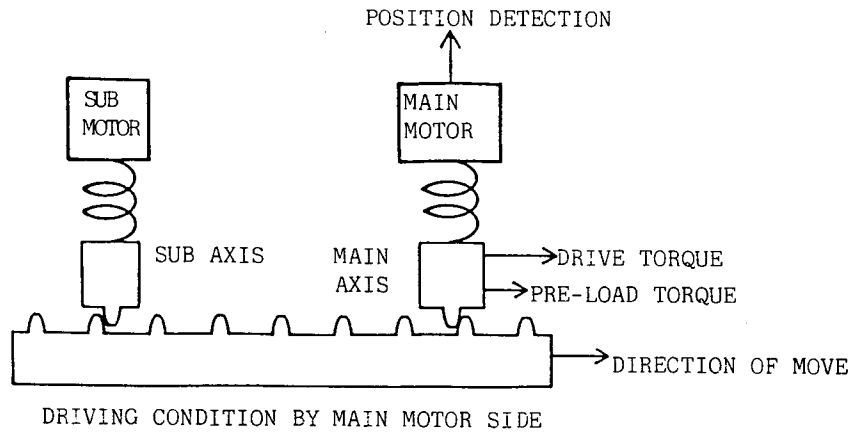 POSITION DETECTION
SUB
MOTOR
MAIN
MOTOR
SUB AXIS
MAIN
AXIS
DRIVE TORQUE
PRE-LOAD TORQUE
DIRECTION OF MOVE
DRIVING CONDITION BY MAIN MOTOR SIDE